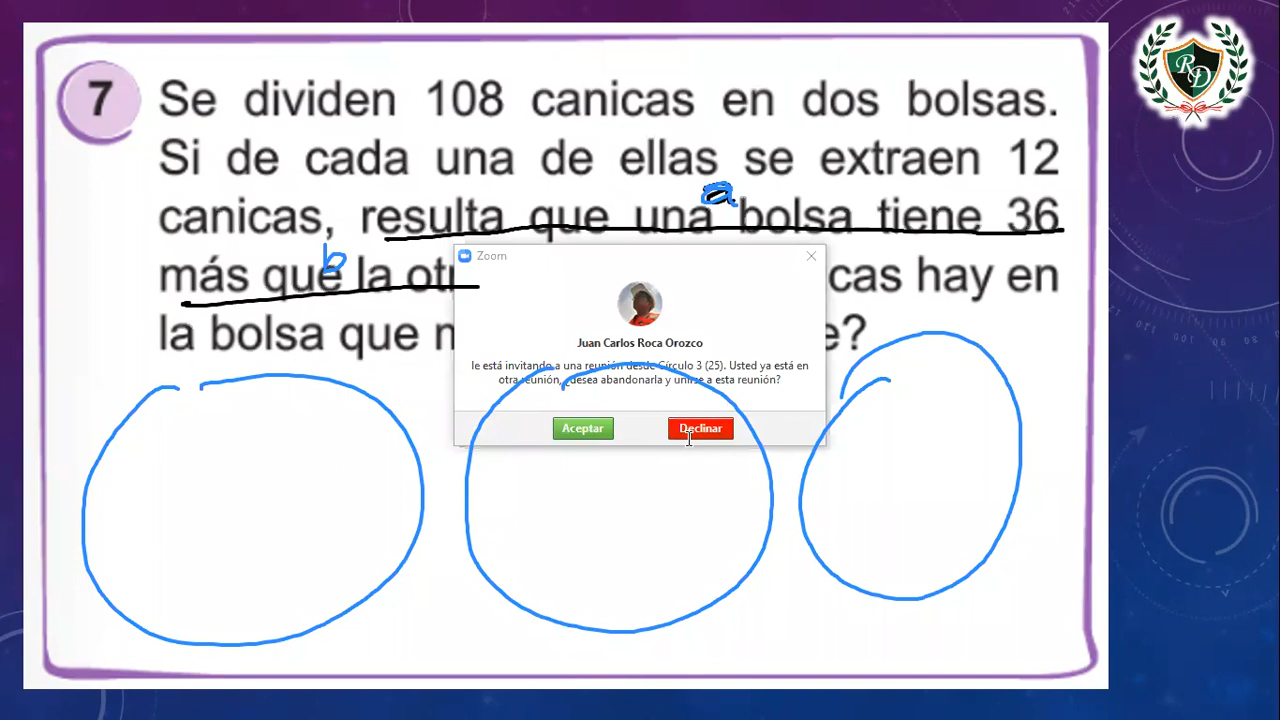 7 Se dividen 108 canicas en dos bolsas.
Si de cada una de ellas se extraen 12
a
canicas, resulta que una bolsa tiene 36
b
más que la otr
cas hay en
la bolsa que m
e?
Zoom
Juan Carlos Roca Orozco
le está invitando a una reunión desde Círculo 3 (25). Usted ya está en
otra reunión, ¿desea abandonarla y unirse a esta reunión?
Aceptar
Declinar
RD